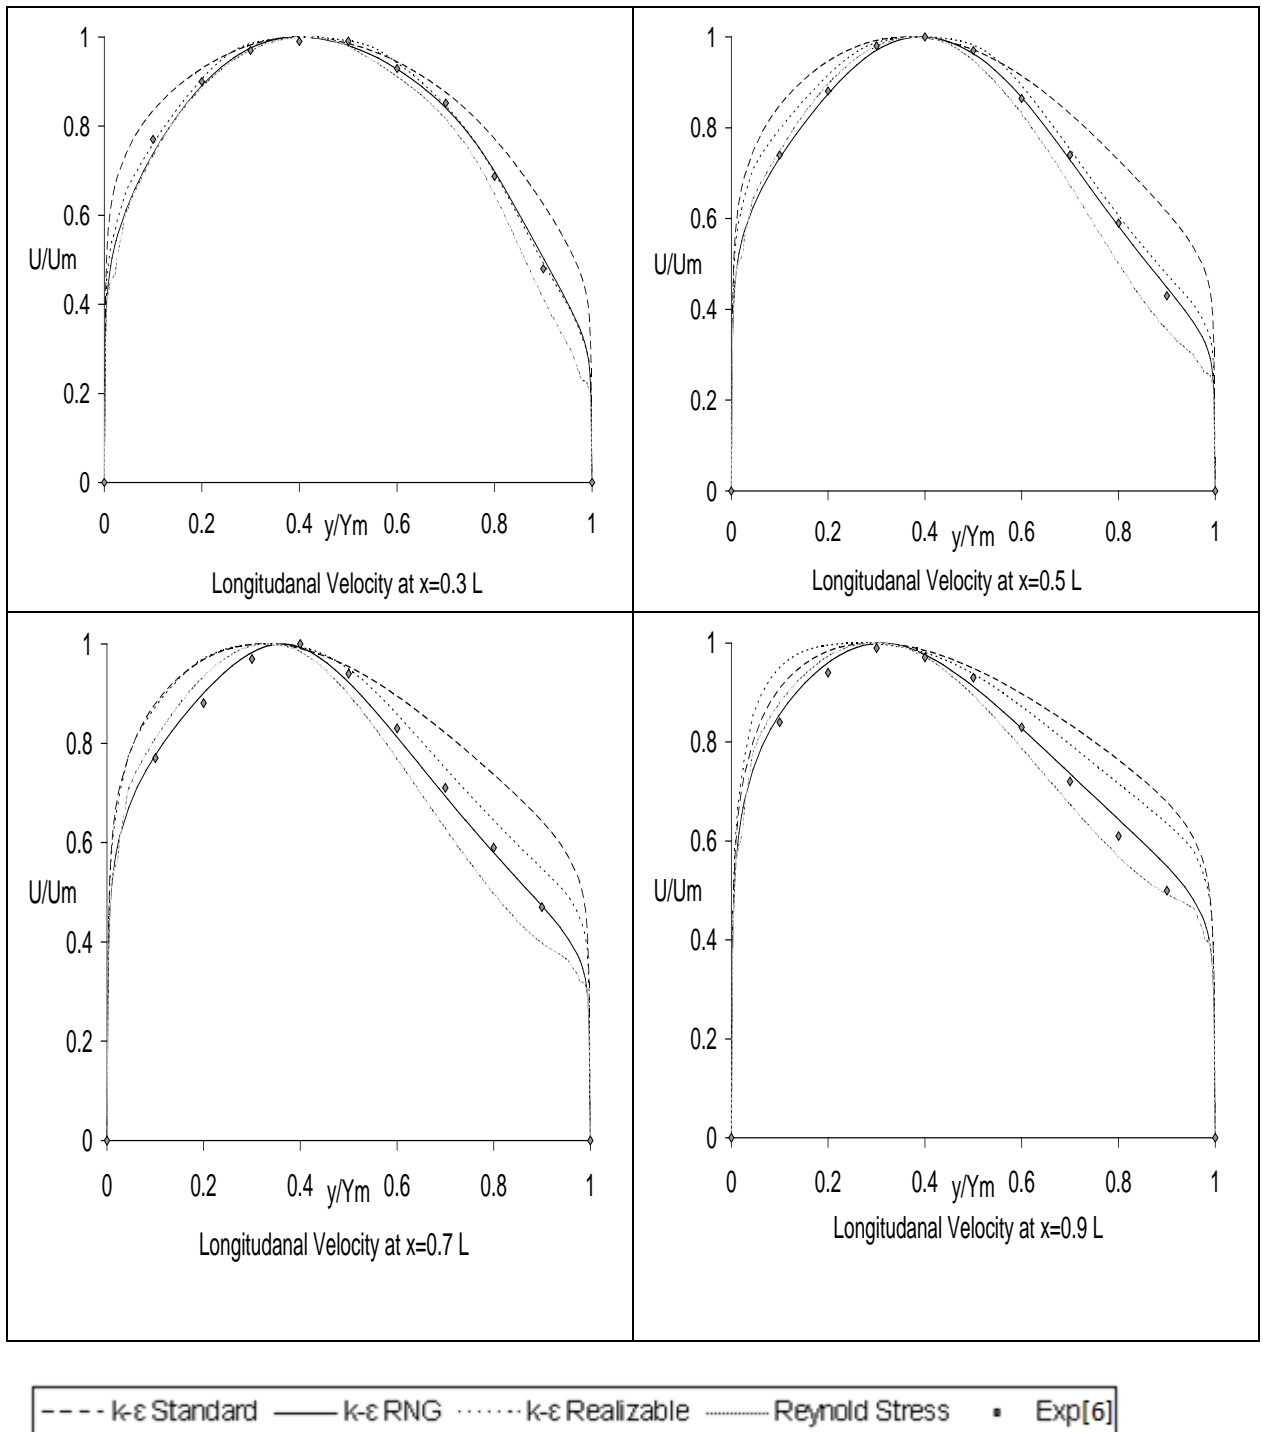 1
0.8
0.6
U/Um
0.4
0.2
0
0 0.2 0.4 y/Ym 0.6 0.8 1
Longitudanal Velocity at x=0.3 L
1
0.8
0.6
U/Um
0.4
0.2
0
0 0.2 0.4 y/Ym 0.6 0.8 1
Longitudanal Velocity at x=0.5 L
1
0.8
0.6
U/Um
0.4
0.2
0
0 0.2 0.4 y/Ym 0.6 0.8 1
Longitudanal Velocity at x=0.7 L
1
0.8
0.6
U/Um
0.4
0.2
0
0 0.2 0.4 y/Ym 0.6 0.8 1
Longitudanal Velocity at x=0.9 L
k-ε Standard k-ε RNG k-ε Realizable Reynold Stress Exp[6]